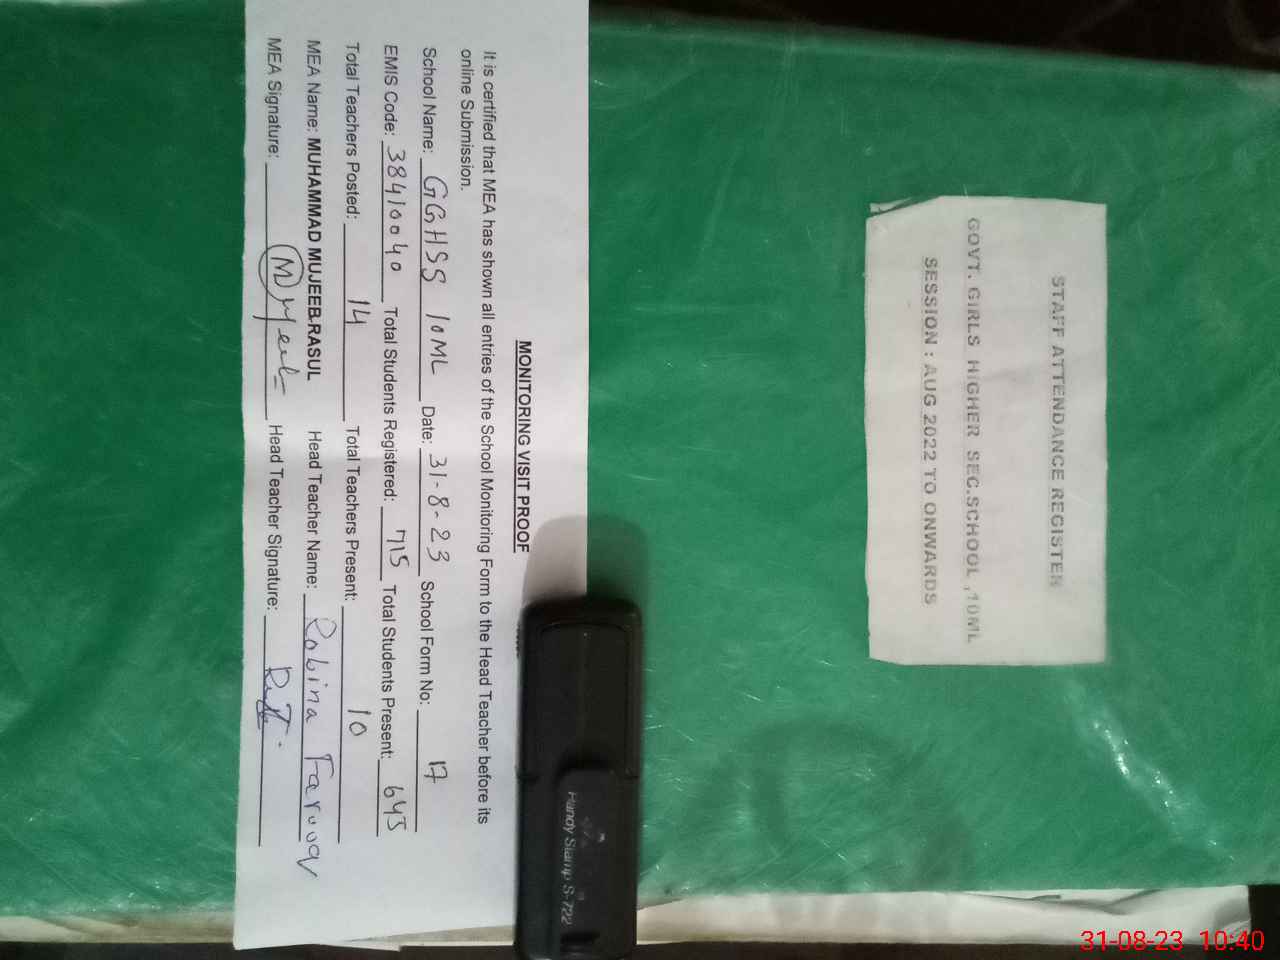 STAFF ATTENDANCE REGISTER
GOVT. GIRLS HIGHER SEC.SCHOOL ,10ML
SESSION : AUG 2022 TO ONWARDS
MONITORING VISIT PROOF
It is certified that MEA has shown all entries of the School Monitoring Form to the Head Teacher before its
online Submission.
School Name: GGHSS 10ML Date: 31-8-23 School Form No: 17
EMIS Code: 38410040 Total Students Registered: 715 Total Students Present: 645
Total Teachers Posted: 14 Total Teachers Present: 10
MEA Name: MUHAMMAD MUJEEB RASUL Head Teacher Name: Robina Farooq
MEA Signature: Head Teacher Signature:
Handy Stamp S-722
31-08-23 10:40